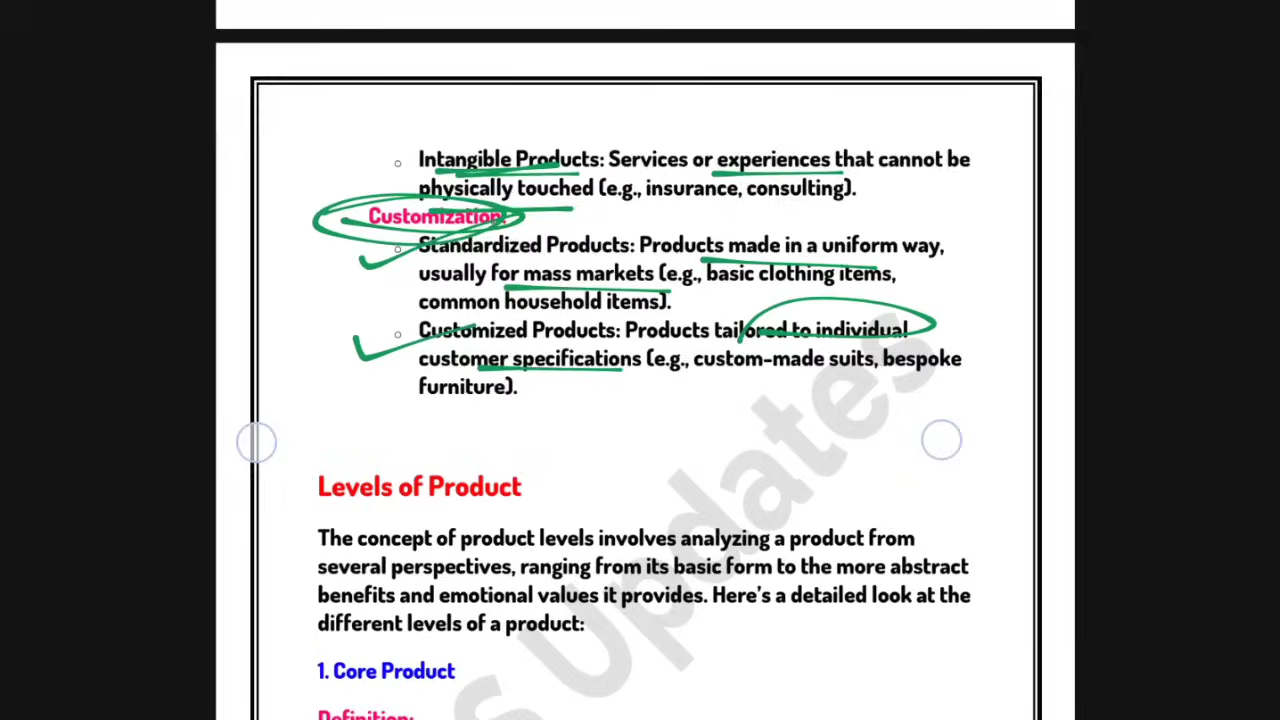 Intangible Products: Services or experiences that cannot be
physically touched (e.g., insurance, consulting).
Customization:
Standardized Products: Products made in a uniform way,
usually for mass markets (e.g., basic clothing items,
common household items).
Customized Products: Products tailored to individual
customer specifications (e.g., custom-made suits, bespoke
furniture).
Levels of Product
The concept of product levels involves analyzing a product from
several perspectives, ranging from its basic form to the more abstract
benefits and emotional values it provides. Here's a detailed look at the
different levels of a product:
1. Core Product
Definition:
Updates